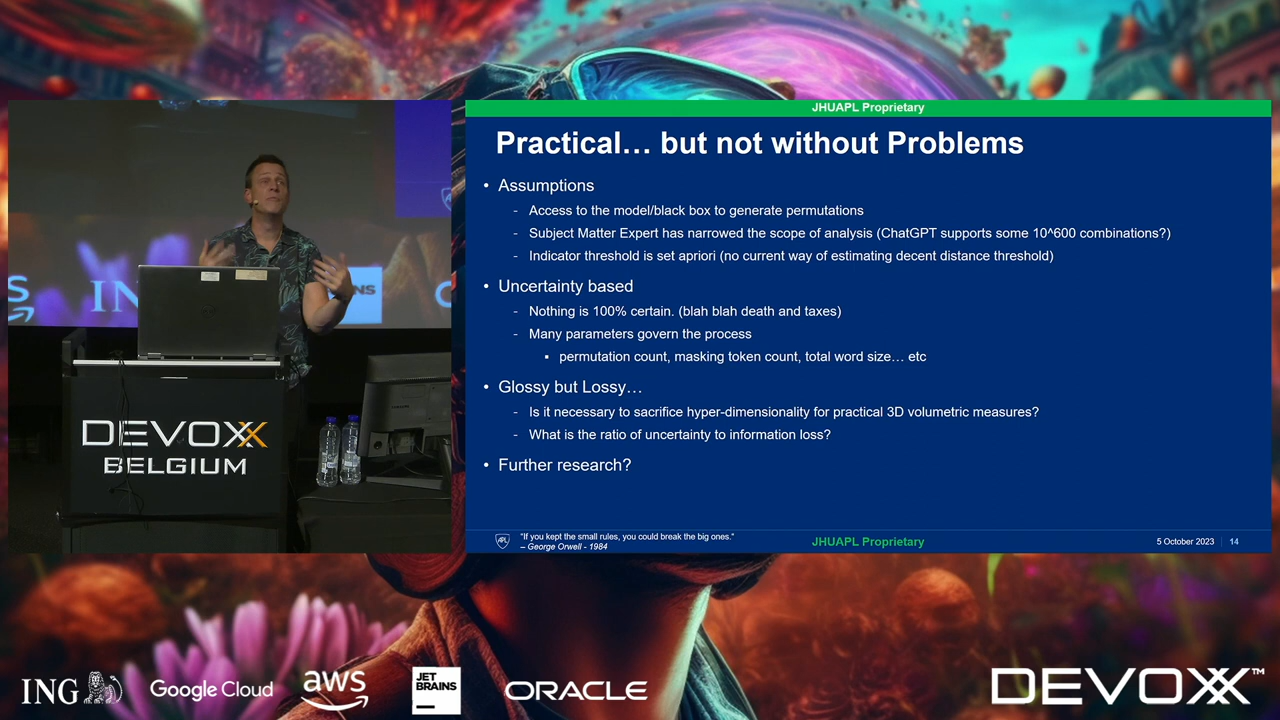 JHUAPL Proprietary
Practical… but not without Problems
• Assumptions
- Access to the model/black box to generate permutations
- Subject Matter Expert has narrowed the scope of analysis (ChatGPT supports some 10^600 combinations?)
- Indicator threshold is set apriori (no current way of estimating decent distance threshold)
• Uncertainty based
- Nothing is 100% certain. (blah blah death and taxes)
- Many parameters govern the process
▪ permutation count, masking token count, total word size… etc
• Glossy but Lossy…
- Is it necessary to sacrifice hyper-dimensionality for practical 3D volumetric measures?
- What is the ratio of uncertainty to information loss?
• Further research?
APL
"If you kept the small rules, you could break the big ones."
– George Orwell - 1984
JHUAPL Proprietary
5 October 2023 | 14
S
IN
NS
DEVOXX
BELGIUM
ING
Google Cloud
aws
JET
BRAINS
ORACLE
DEVOXX™